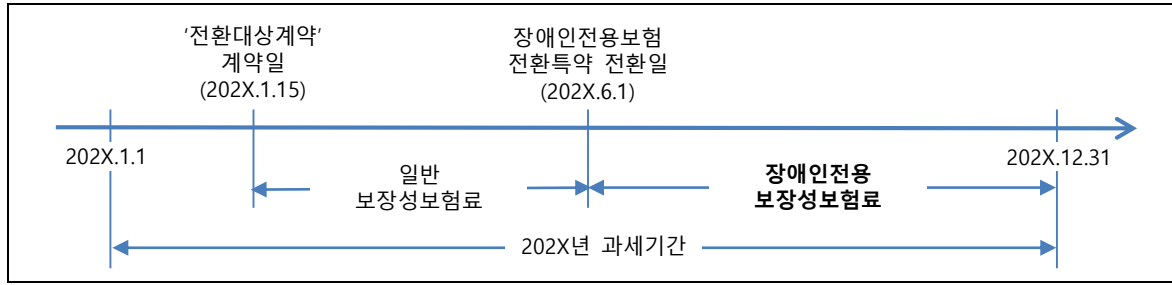 ‘전환대상계약’
계약일
(202X.1.15)
장애인전용보험
전환특약 전환일
(202X.6.1)
202X.1.1
202X.12.31
일반
보장성보험료
장애인전용
보장성보험료
202X년 과세기간